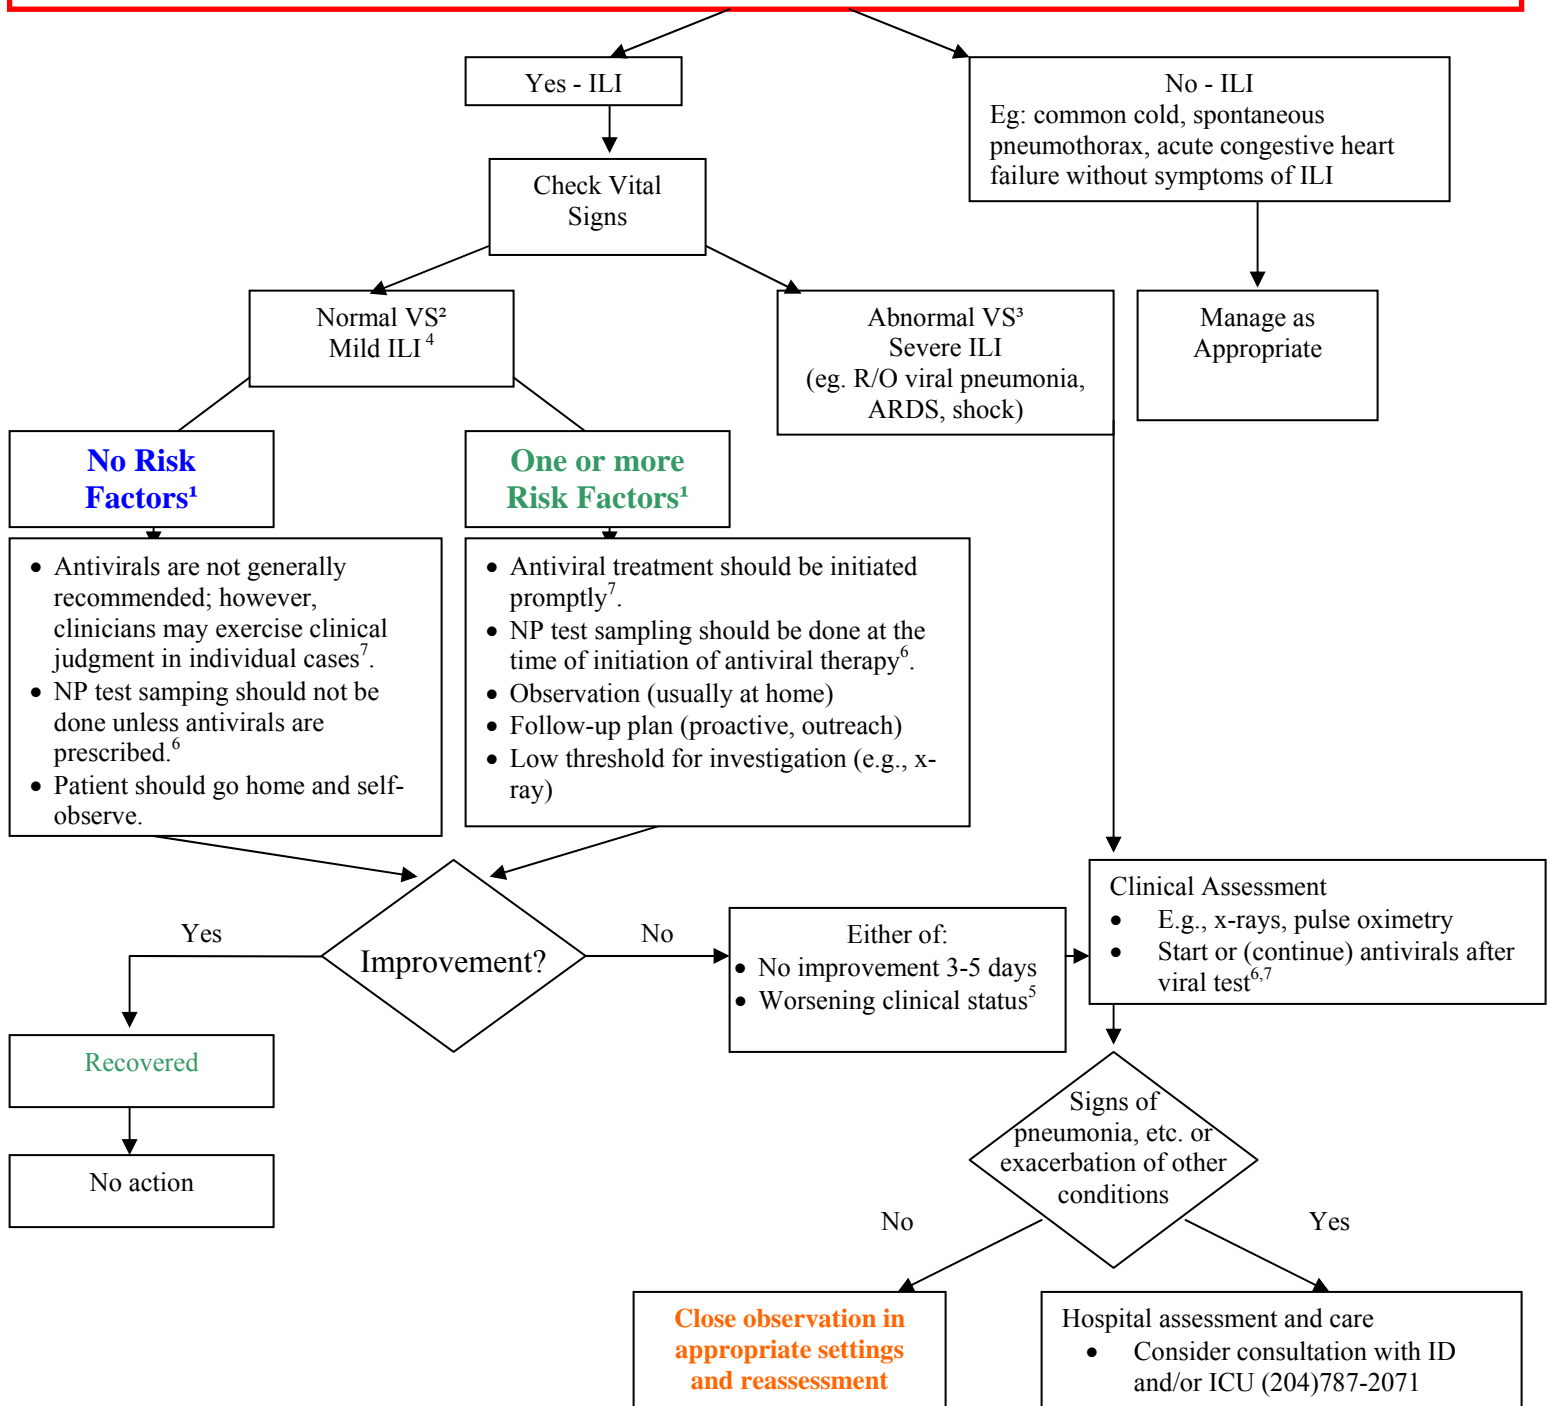 Yes - ILI
No - ILI
Eg: common cold, spontaneous
pneumothorax, acute congestive heart
failure without symptoms of ILI
Check Vital
Signs
Normal VS²
Mild ILI ⁴
Abnormal VS³
Severe ILI
(eg. R/O viral pneumonia,
ARDS, shock)
Manage as
Appropriate
No Risk
Factors¹
One or more
Risk Factors¹
• Antivirals are not generally
recommended; however,
clinicians may exercise clinical
judgment in individual cases⁷.
• NP test samping should not be
done unless antivirals are
prescribed.⁶
• Patient should go home and self-
observe.
• Antiviral treatment should be initiated
promptly⁷.
• NP test sampling should be done at the
time of initiation of antiviral therapy⁶.
• Observation (usually at home)
• Follow-up plan (proactive, outreach)
• Low threshold for investigation (e.g., x-
ray)
Improvement?
Yes
No
Either of:
• No improvement 3-5 days
• Worsening clinical status⁵
Clinical Assessment
• E.g., x-rays, pulse oximetry
• Start or (continue) antivirals after
viral test⁶,⁷
Recovered
No action
Signs of
pneumonia, etc. or
exacerbation of other
conditions
No
Yes
Close observation in
appropriate settings
and reassessment
Hospital assessment and care
• Consider consultation with ID
and/or ICU (204)787-2071